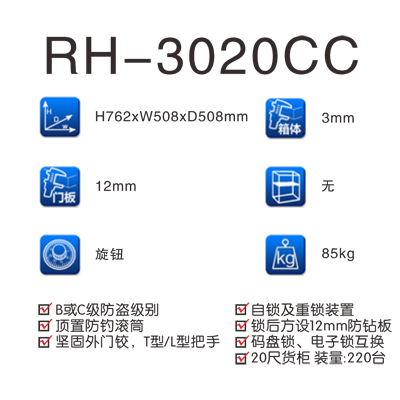 RH-3020CC
H762xW508xD508mm
箱体
3mm
门板
12mm
无
旋钮
kg
85kg
B或C级防盗级别
顶置防钓滚筒
坚固外门铰，T型/L型把手
自锁及重锁装置
锁后方设12mm防钻板
码盘锁、电子锁互换
20尺货柜 装量:220台